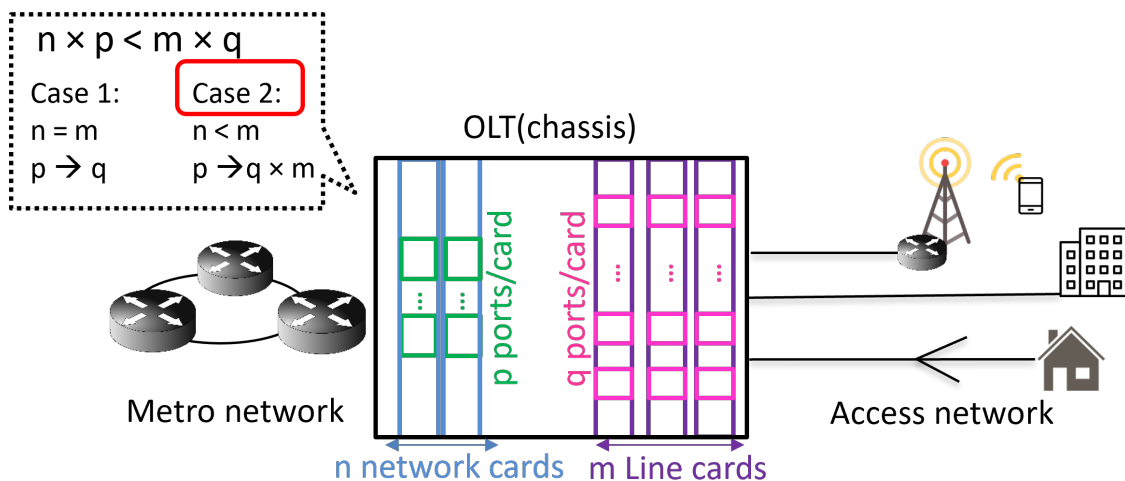 n × p < m × q
Case 1:
n = m
p → q
Case 2:
n < m
p → q × m
OLT(chassis)
p ports/card
q ports/card
...
...
...
...
...
Metro network
Access network
n network cards
m Line cards